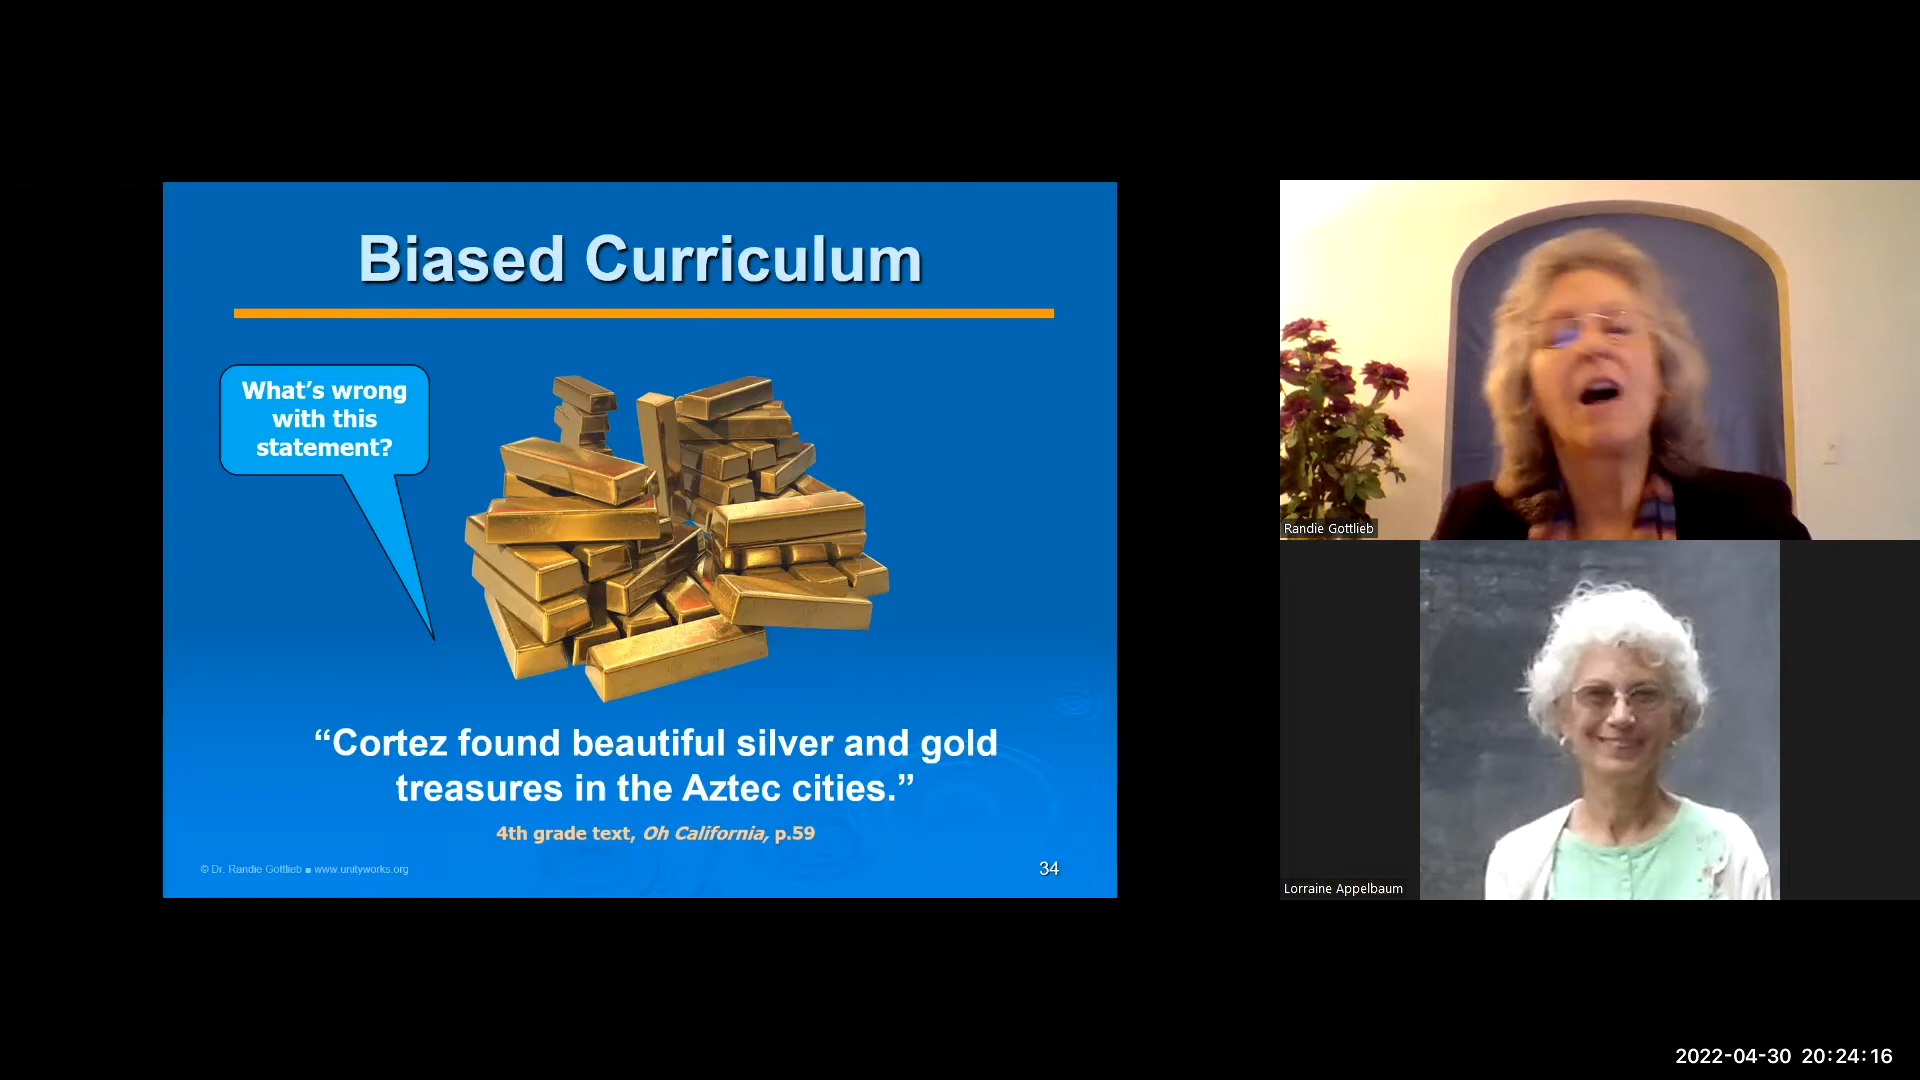 Biased Curriculum
What's wrong
with this
statement?
“Cortez found beautiful silver and gold
treasures in the Aztec cities.”
4th grade text, Oh California, p.59
© Dr. Randie Gottlieb ■ www.unityworks.org
34
Randie Gottlieb
Lorraine Appelbaum
2022-04-30 20:24:16